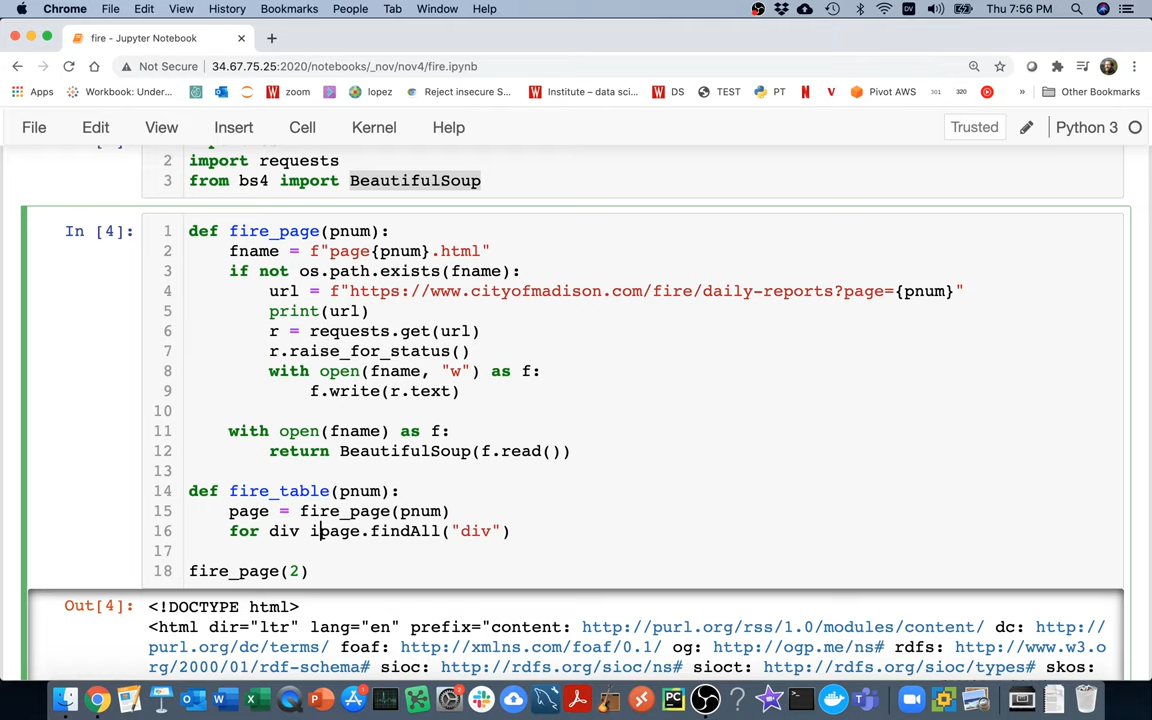 Chrome File Edit View History Bookmarks People Tab Window Help Thu 7:56 PM
fire - Jupyter Notebook
Not Secure 34.67.75.25:2020/notebooks/_nov/nov4/fire.ipynb
Apps Workbook: Durat... zoom lopez Reject insecure S... Institute – data sci... DS TEST PT Pivot AWS 301 320 » Other Bookmarks
File Edit View Insert Cell Kernel Help Trusted Python 3
2 import requests
3 from bs4 import BeautifulSoup
In [4]: 1 def fire_page(pnum):
2 fname = f"page{pnum}.html"
3 if not os.path.exists(fname):
4 url = f"https://www.cityofmadison.com/fire/daily-reports?page={pnum}"
5 print(url)
6 r = requests.get(url)
7 r.raise_for_status()
8 with open(fname, "w") as f:
9 f.write(r.text)
10
11 with open(fname) as f:
12 return BeautifulSoup(f.read())
13
14 def fire_table(pnum):
15 page = fire_page(pnum)
16 for div ipage.findAll("div")
17
18 fire_page(2)
Out[4]: <!DOCTYPE html>
<html dir="ltr" lang="en" prefix="content: http://purl.org/rss/1.0/modules/content/ dc: http://
purl.org/dc/terms/ foaf: http://xmlns.com/foaf/0.1/ og: http://ogp.me/ns# rdfs: http://www.w3.o
rg/2000/01/rdf-schema# sioc: http://rdfs.org/sioc/ns# sioct: http://rdfs.org/sioc/types# skos: